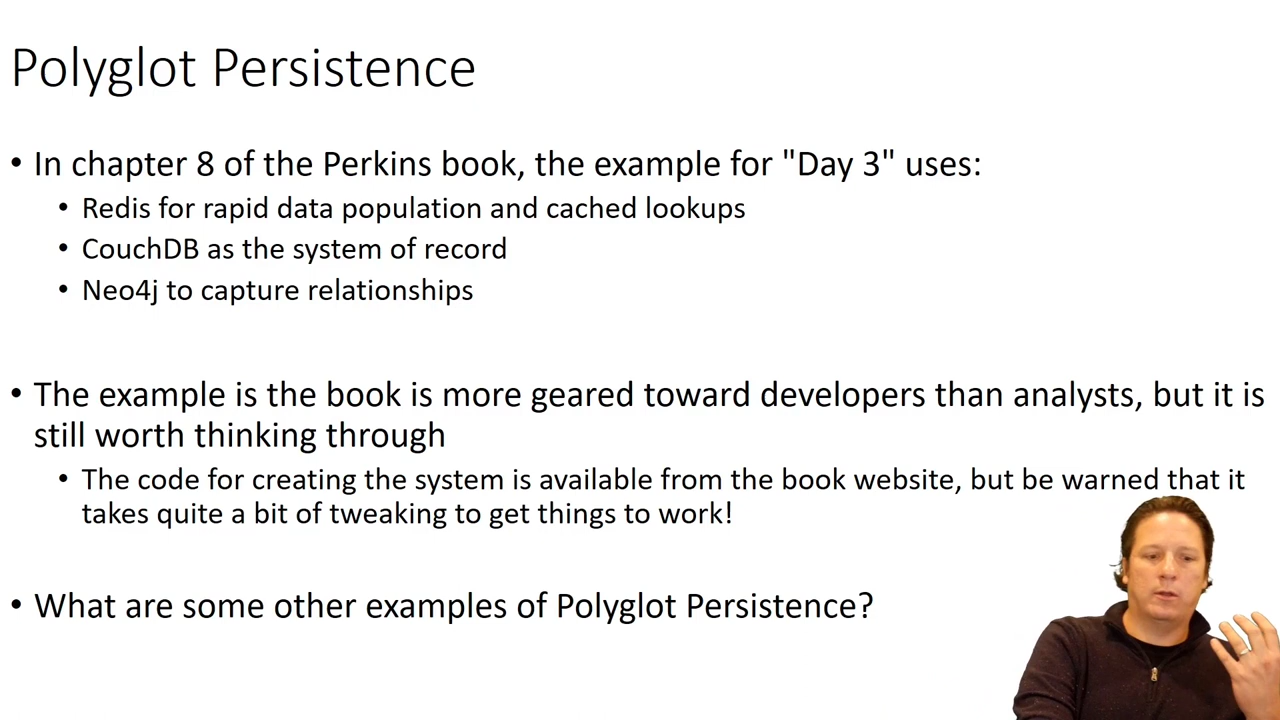 Polyglot Persistence
• In chapter 8 of the Perkins book, the example for "Day 3" uses:
• Redis for rapid data population and cached lookups
• CouchDB as the system of record
• Neo4j to capture relationships
• The example is the book is more geared toward developers than analysts, but it is
still worth thinking through
• The code for creating the system is available from the book website, but be warned that it
takes quite a bit of tweaking to get things to work!
• What are some other examples of Polyglot Persistence?